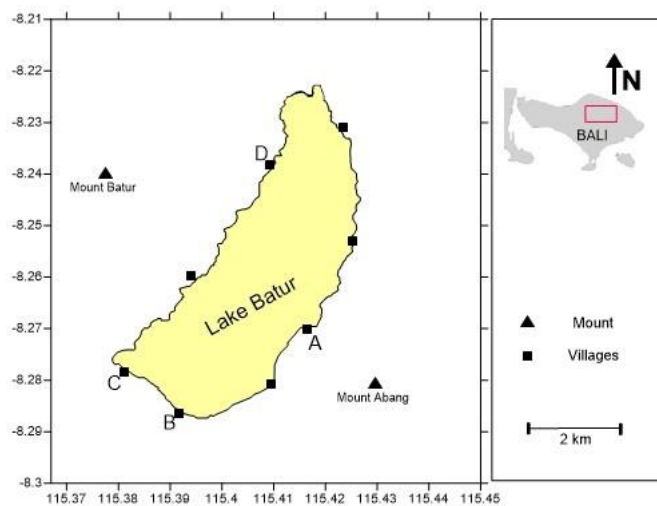 -8.21
-8.22
-8.23
-8.24
-8.25
-8.26
-8.27
-8.28
-8.29
-8.3
115.37 115.38 115.39 115.4 115.41 115.42 115.43 115.44 115.45
D
Mount Batur
Lake Batur
A
C
Mount Abang
B
N
BALI
Mount
Villages
2 km